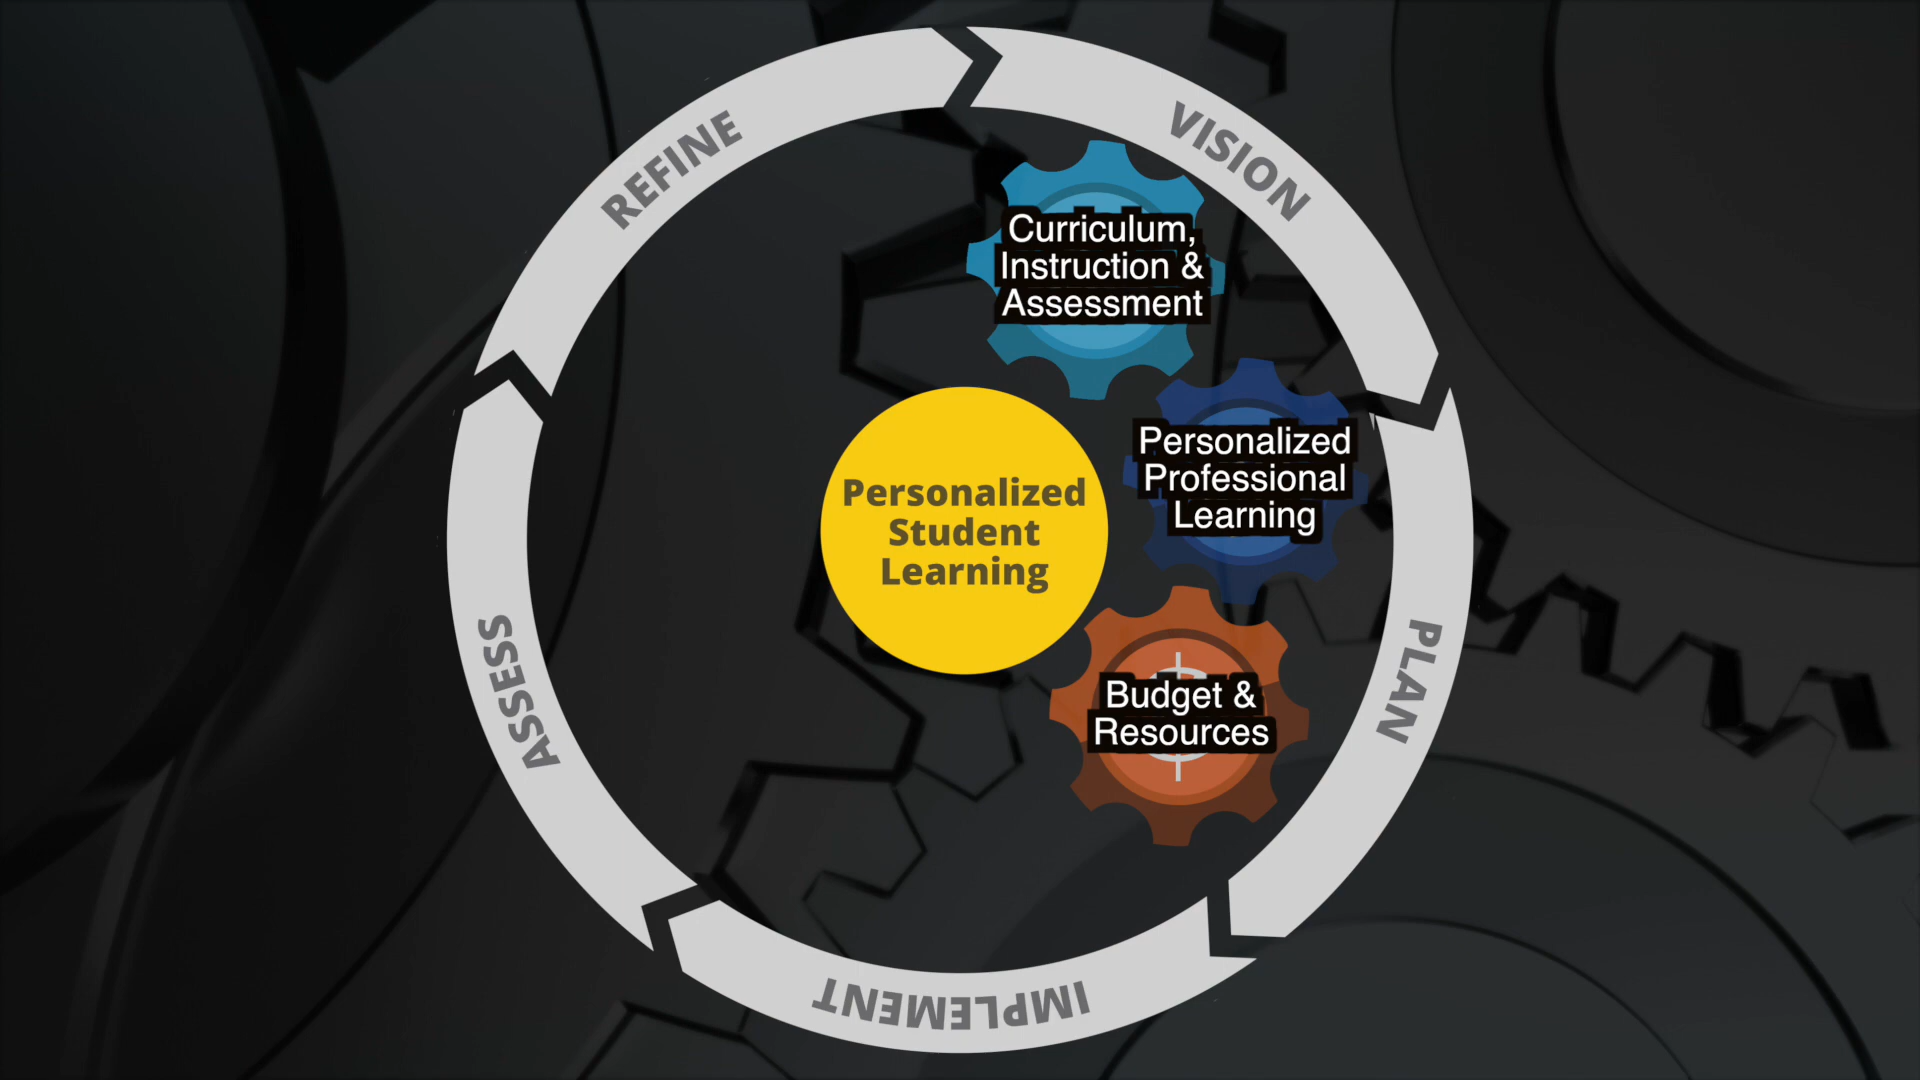 REFINE
VISION
Curriculum,
Instruction &
Assessment
Personalized
Professional
Learning
Personalized
Student
Learning
Budget &
Resources
PLAN
ASSESS
IMPLEMENT